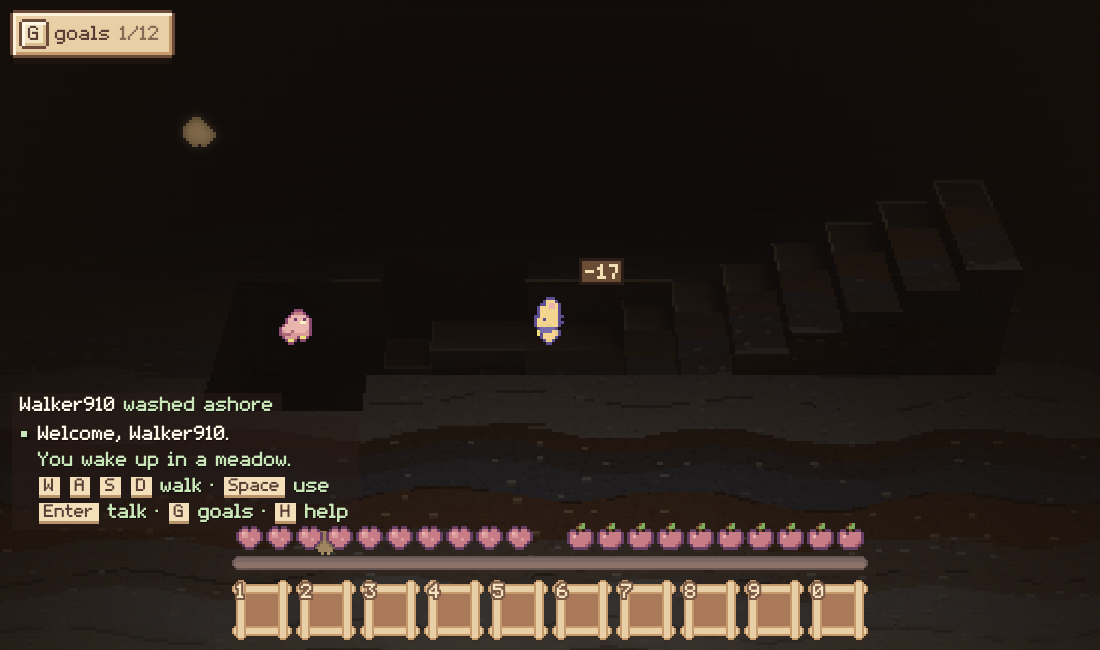 G goals 1/12
-17
Walker910 washed ashore
Welcome, Walker910.
You wake up in a meadow.
W A S D walk · Space use
Enter talk · G goals · H help
1 2 3 4 5 6 7 8 9 0